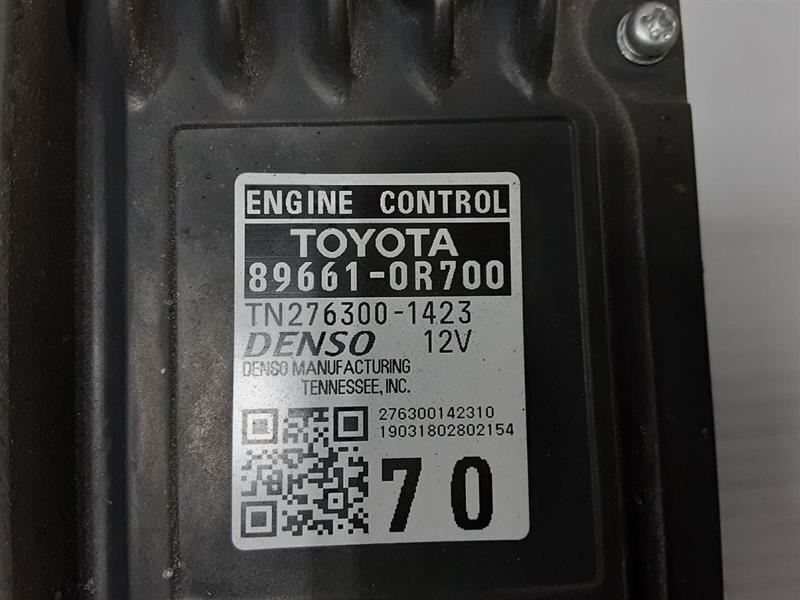 ENGINE CONTROL
TOYOTA
89661-0R700
TN276300-1423
DENSO 12V
DENSO MANUFACTURING
TENNESSEE, INC.
276300142310
19031802802154
70